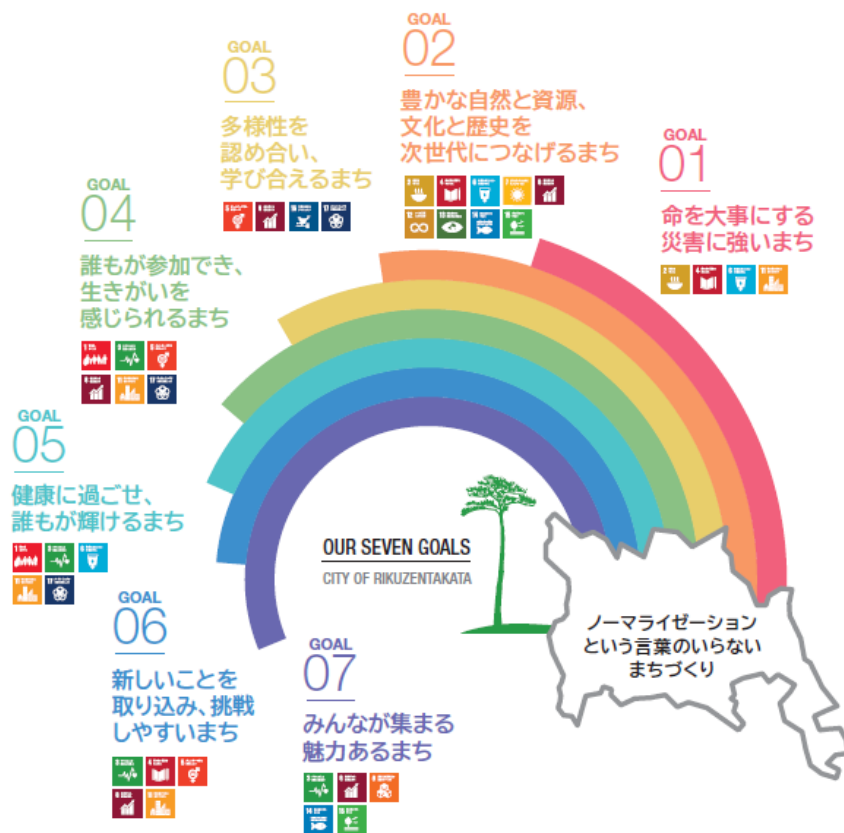 GOAL
01
命を大事にする
災害に強いまち
GOAL
02
豊かな自然と資源、
文化と歴史を
次世代につなげるまち
GOAL
03
多様性を
認め合い、
学び合えるまち
GOAL
04
誰もが参加でき、
生きがいを
感じられるまち
GOAL
05
健康に過ごせ、
誰もが輝けるまち
GOAL
06
新しいことを
取り込み、挑戦
しやすいまち
GOAL
07
みんなが集まる
魅力あるまち
OUR SEVEN GOALS
CITY OF RIKUZENTAKATA
ノーマライゼーション
という言葉のいらない
まちづくり